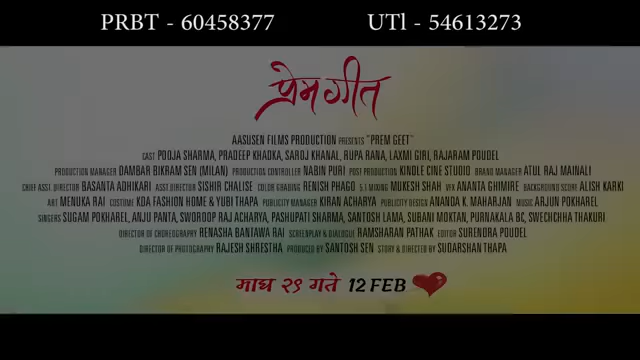 PRBT - 60458377 UTl - 54613273
प्रेम गीत
AASUSEN FILMS PRODUCTION PRESENTS "PREM GEET"
CAST POOJA SHARMA, PRADEEP KHADKA, SAROJ KHANAL, RUPA RANA, LAXMI GIRI, RAJARAM POUDEL
PRODUCTION MANAGER DAMBAR BIKRAM SEN (MILAN) PRODUCTION CONTROLLER NABIN PURI POST PRODUCTION KINDLE CINE STUDIO BRAND MANAGER ATUL RAJ MAINALI
CHIEF ASST. DIRECTOR BASANTA ADHIKARI ASST. DIRECTOR SISHIR CHALISE COLOR GRADING RENISH PHAGO 5.1 MIXING MUKESH SHAH VFX ANANTA GHIMIRE BACKGROUND SCORE ALISH KARKI
ART MENUKA RAI COSTUME KDA FASHION HOME & YUBI THAPA PUBLICITY MANAGER KIRAN ACHARYA PUBLICITY DESIGN ANANDA K. MAHARJAN MUSIC ARJUN POKHAREL
SINGERS SUGAM POKHAREL, ANJU PANTA, SWOROOP RAJ ACHARYA, PASHUPATI SHARMA, SANTOSH LAMA, SUBANI MOKTAN, PURNAKALA BC, SWECHCHHA THAKURI
DIRECTOR OF CHOREOGRAPHY RENASHA BANTAWA RAI SCREENPLAY & DIALOGUE RAMSHARAN PATHAK EDITOR SURENDRA POUDEL
DIRECTOR OF PHOTOGRAPHY RAJESH SHRESTHA PRODUCED BY SANTOSH SEN STORY & DIRECTED BY SUDARSHAN THAPA
माघ २९ गते 12 FEB